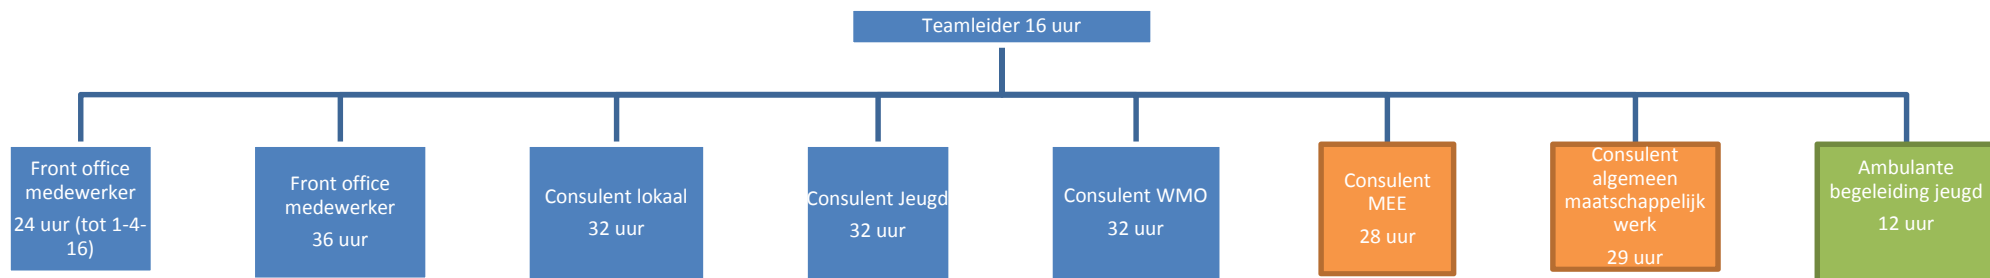 Teamleider 16 uur
Front office
medewerker
24 uur (tot 1-4-
16)
Front office
medewerker
36 uur
Consulent lokaal
32 uur
Consulent Jeugd
32 uur
Consulent WMO
32 uur
Consulent
MEE
28 uur
Consulent
algemeen
maatschappelijk
werk
29 uur
Ambulante
begeleiding jeugd
12 uur